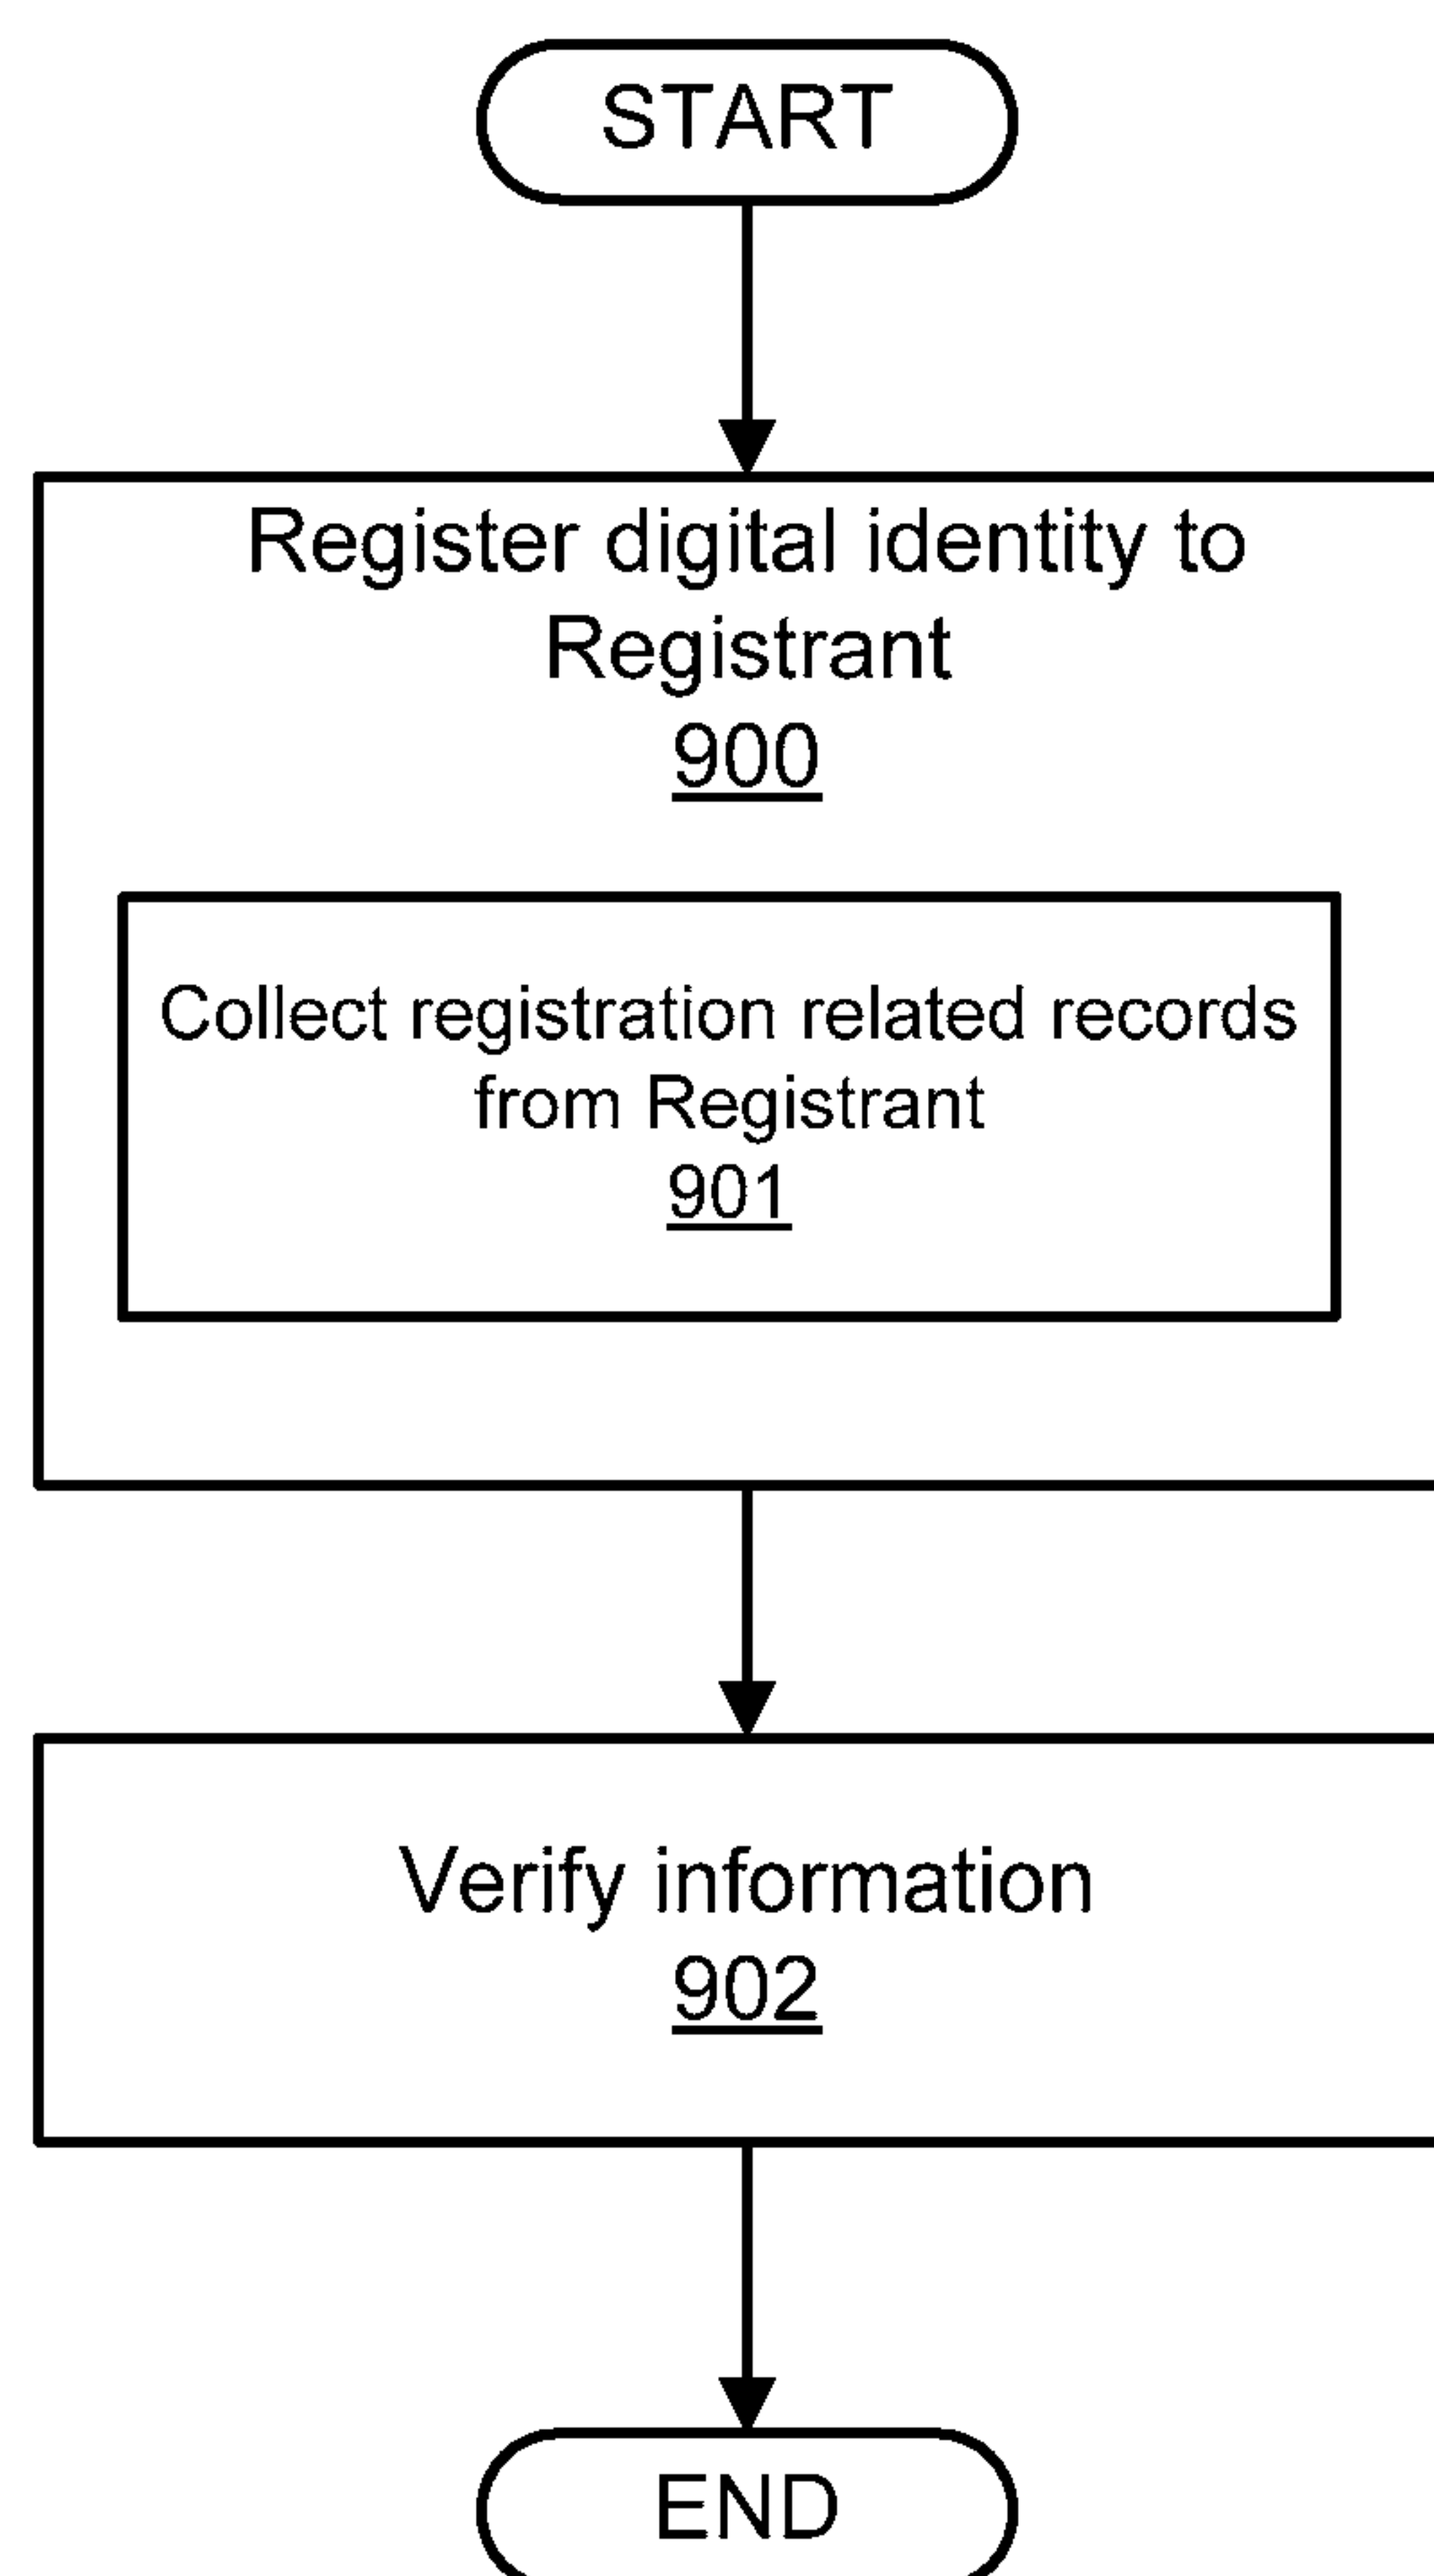 START
Register digital identity to
Registrant
900
Collect registration related records
from Registrant
901
Verify information
902
END